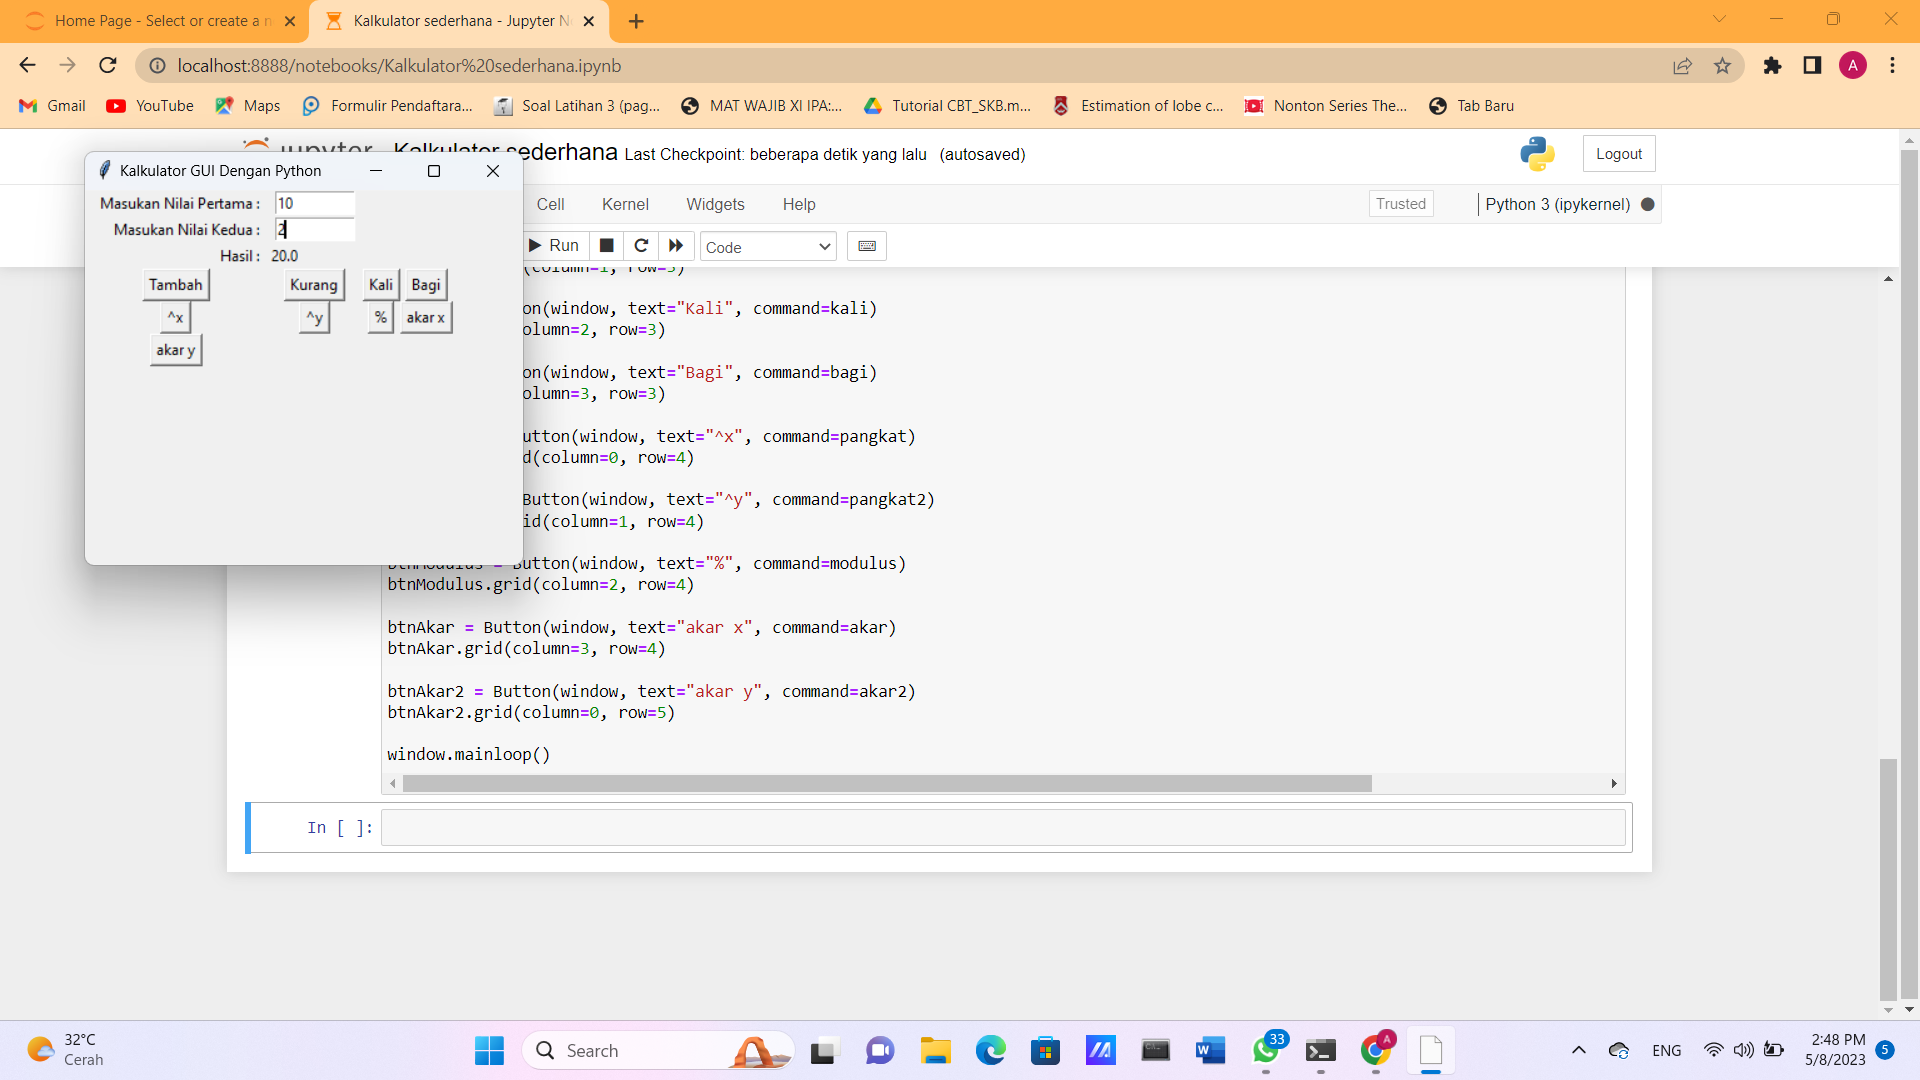 Home Page - Select or create a n
Kalkulator sederhana - Jupyter N
localhost:8888/notebooks/Kalkulator%20sederhana.ipynb
A
Gmail YouTube Maps Formulir Pendaftara... Soal Latihan 3 (pag... MAT WAJIB XI IPA:... Tutorial CBT_SKB.m... Estimation of lobe c... Nonton Series The... Tab Baru
Kalkulator sederhana Last Checkpoint: beberapa detik yang lalu (autosaved)
Logout
Cell Kernel Widgets Help
Trusted
Python 3 (ipykernel)
Run
Code
Kalkulator GUI Dengan Python
Masukan Nilai Pertama : 10
Masukan Nilai Kedua : 2
Hasil : 20.0
Tambah Kurang Kali Bagi
^x ^y % akar x
akar y
(column=1, row=3)
on(window, text="Kali", command=kali)
olumn=2, row=3)
on(window, text="Bagi", command=bagi)
olumn=3, row=3)
utton(window, text="^x", command=pangkat)
d(column=0, row=4)
Button(window, text="^y", command=pangkat2)
id(column=1, row=4)
btnModulus = Button(window, text="%", command=modulus)
btnModulus.grid(column=2, row=4)
btnAkar = Button(window, text="akar x", command=akar)
btnAkar.grid(column=3, row=4)
btnAkar2 = Button(window, text="akar y", command=akar2)
btnAkar2.grid(column=0, row=5)
window.mainloop()
In [ ]:
32°C
Cerah
Search
33
A
ENG
2:48 PM
5/8/2023
5